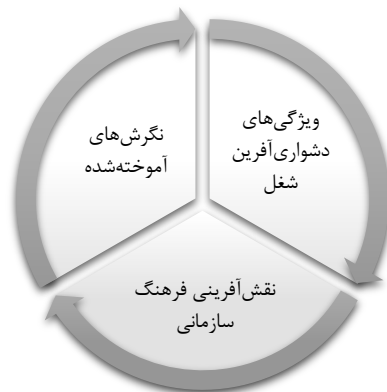 ویژگی‌های
دشواری‌آفرین
شغل
نگرش‌های
آموخته‌شده
نقش‌آفرینی فرهنگ
سازمانی